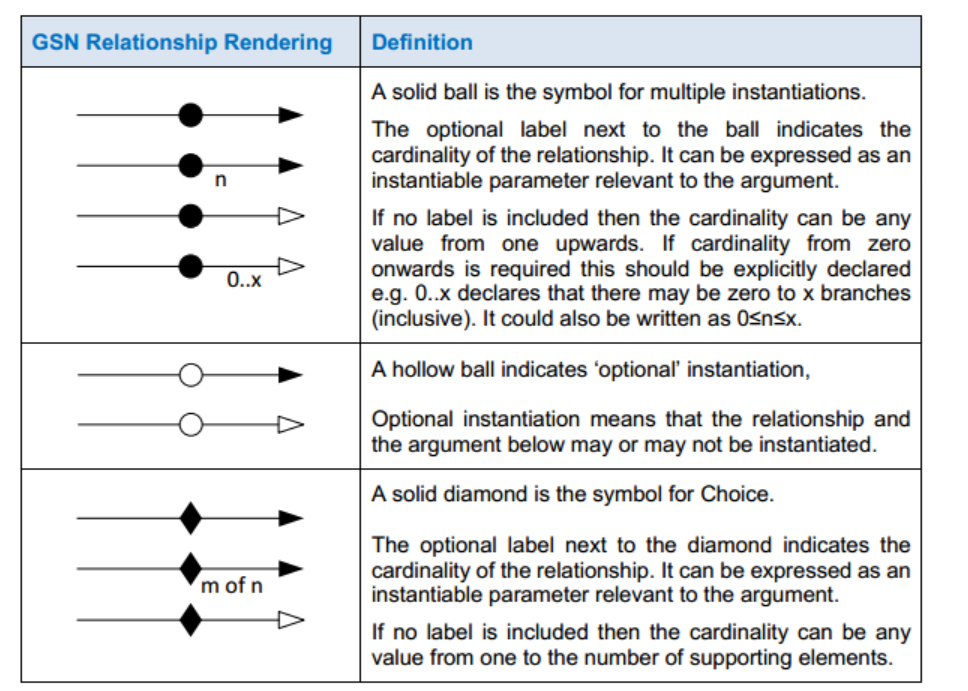 GSN Relationship Rendering
Definition
n
0..x
A solid ball is the symbol for multiple instantiations.
The optional label next to the ball indicates the
cardinality of the relationship. It can be expressed as an
instantiable parameter relevant to the argument.
If no label is included then the cardinality can be any
value from one upwards. If cardinality from zero
onwards is required this should be explicitly declared
e.g. 0..x declares that there may be zero to x branches
(inclusive). It could also be written as 0≤n≤x.
A hollow ball indicates ‘optional’ instantiation,
Optional instantiation means that the relationship and
the argument below may or may not be instantiated.
m of n
A solid diamond is the symbol for Choice.
The optional label next to the diamond indicates the
cardinality of the relationship. It can be expressed as an
instantiable parameter relevant to the argument.
If no label is included then the cardinality can be any
value from one to the number of supporting elements.